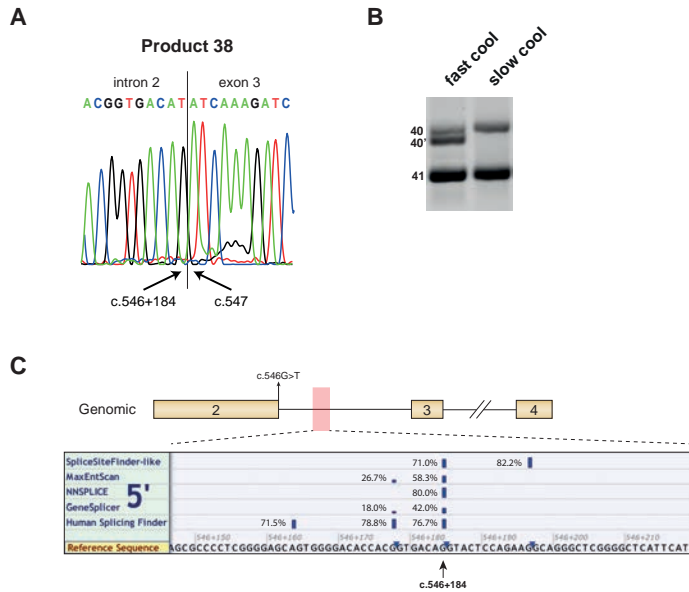 A
Product 38
intron 2 exon 3
ACGGTGACATATCAAAGATC
c.546+184 c.547
B
fast cool
slow cool
40
40'
41
C
c.546G>T
Genomic 2 3 4
SpliceSiteFinder-like 71.0% 82.2%
MaxEntScan 26.7% 58.3%
NNSPLICE 80.0%
5'
GeneSplicer 18.0% 42.0%
Human Splicing Finder 71.5% 78.8% 76.7%
546+150 546+160 546+170 546+180 546+190 546+200 546+210
Reference Sequence AGCGCCCCTCGGGGAGCAGTGGGGACACCACGGTGACAGGTACTCCAGAAGGCAGGGCTCGGGGCTCATTCAT
c.546+184